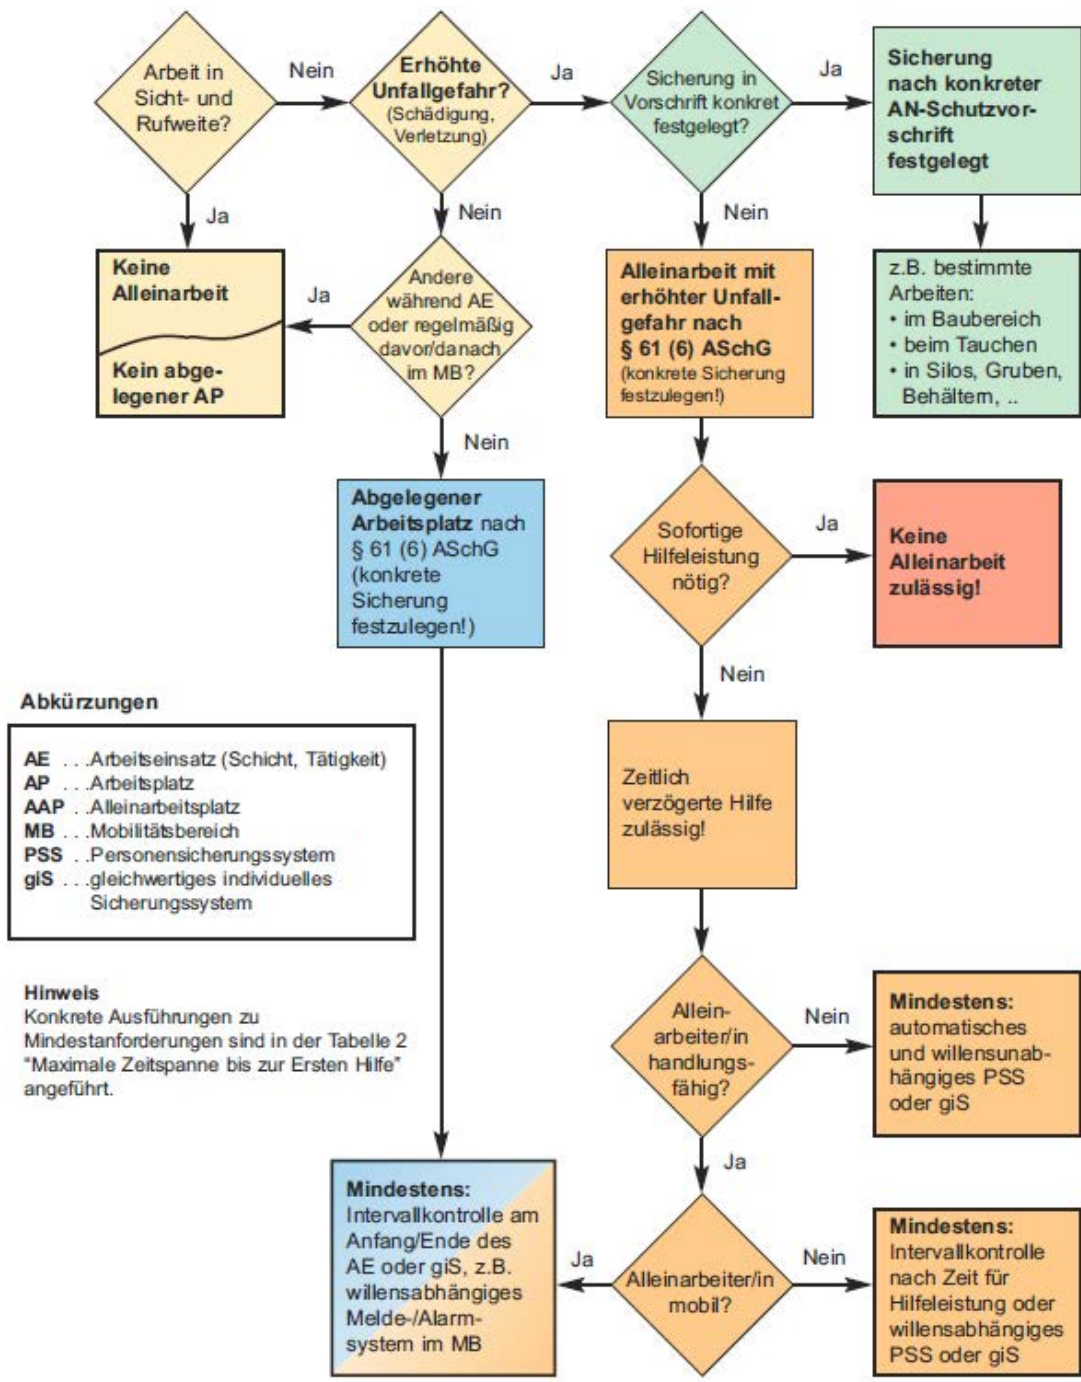 Arbeit in
Sicht- und
Rufweite?
Nein
Erhöhte
Unfallgefahr?
(Schädigung,
Verletzung)
Ja
Sicherung in
Vorschrift konkret
festgelegt?
Ja
Sicherung
nach konkreter
AN-Schutzvor-
schrift
festgelegt
Ja
Nein
Nein
Keine
Alleinarbeit
Kein abge-
legener AP
Ja
Andere
während AE
oder regelmäßig
davor/danach
im MB?
Alleinarbeit mit
erhöhter Unfall-
gefahr nach
§ 61 (6) ASchG
(konkrete Sicherung
festzulegen!)
z.B. bestimmte
Arbeiten:
• im Baubereich
• beim Tauchen
• in Silos, Gruben,
Behältern, ..
Nein
Abgelegener
Arbeitsplatz nach
§ 61 (6) ASchG
(konkrete
Sicherung
festzulegen!)
Sofortige
Hilfeleistung
nötig?
Ja
Keine
Alleinarbeit
zulässig!
Nein
Abkürzungen
AE . . .Arbeitseinsatz (Schicht, Tätigkeit)
AP . . .Arbeitsplatz
AAP . .Alleinarbeitsplatz
MB . . .Mobilitätsbereich
PSS . .Personensicherungssystem
giS . . .gleichwertiges individuelles
Sicherungssystem
Zeitlich
verzögerte Hilfe
zulässig!
Hinweis
Konkrete Ausführungen zu
Mindestanforderungen sind in der Tabelle 2
"Maximale Zeitspanne bis zur Ersten Hilfe"
angeführt.
Allein-
arbeiter/in
handlungs-
fähig?
Nein
Mindestens:
automatisches
und willensunab-
hängiges PSS
oder giS
Ja
Mindestens:
Intervallkontrolle am
Anfang/Ende des
AE oder giS, z.B.
willensabhängiges
Melde-/Alarm-
system im MB
Ja
Alleinarbeiter/in
mobil?
Nein
Mindestens:
Intervallkontrolle
nach Zeit für
Hilfeleistung oder
willensabhängiges
PSS oder giS